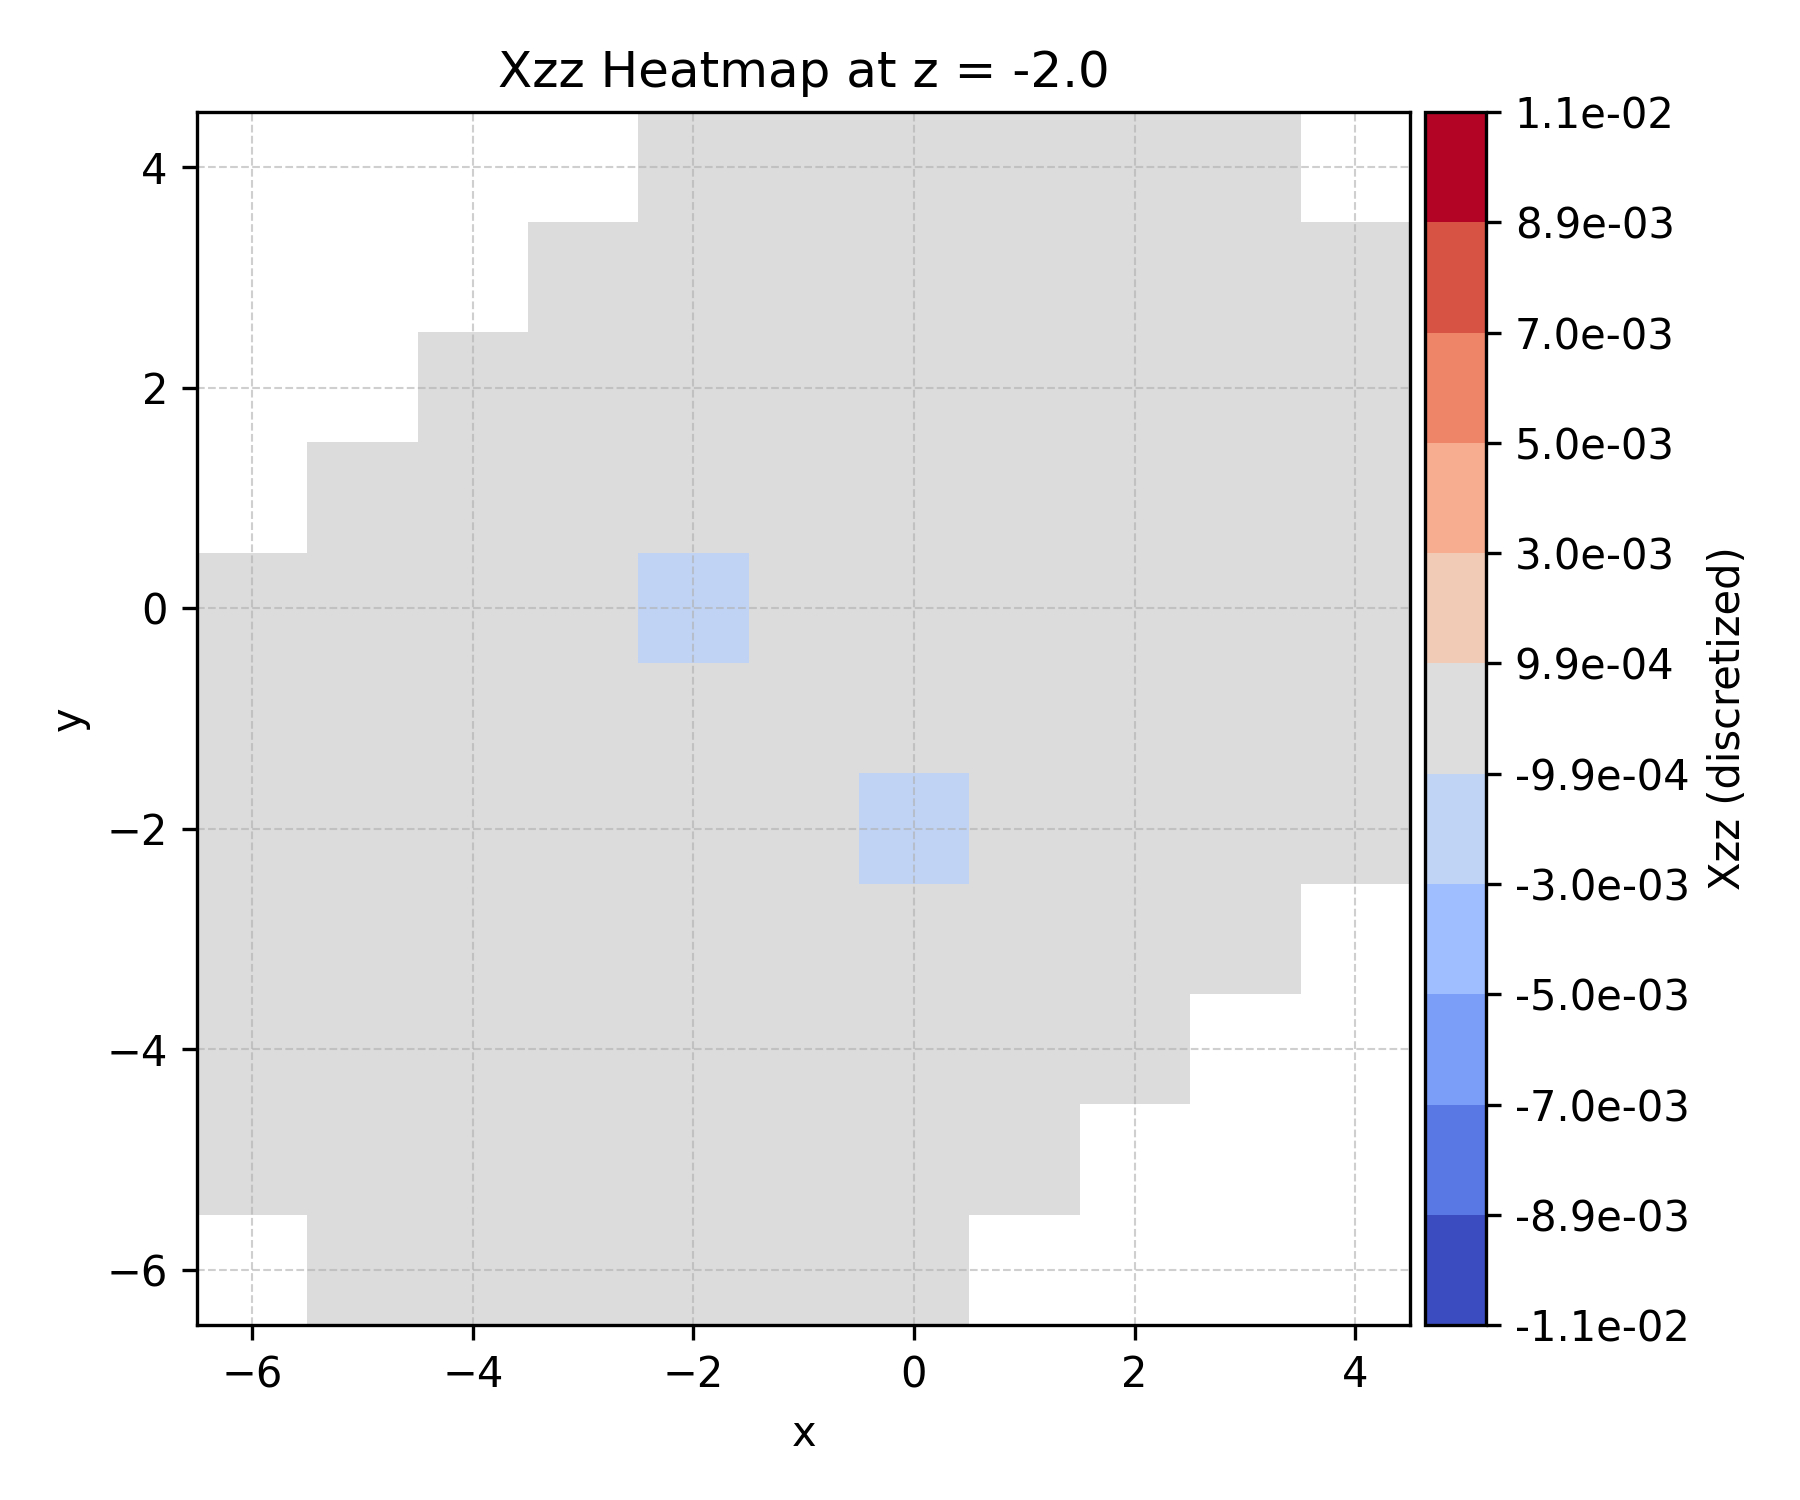 Xzz Heatmap at z = -2.0
4
2
0
−2
−4
−6
y
−6 −4 −2 0 2 4
x
1.1e-02
8.9e-03
7.0e-03
5.0e-03
3.0e-03
9.9e-04
-9.9e-04
-3.0e-03
-5.0e-03
-7.0e-03
-8.9e-03
-1.1e-02
Xzz (discretized)